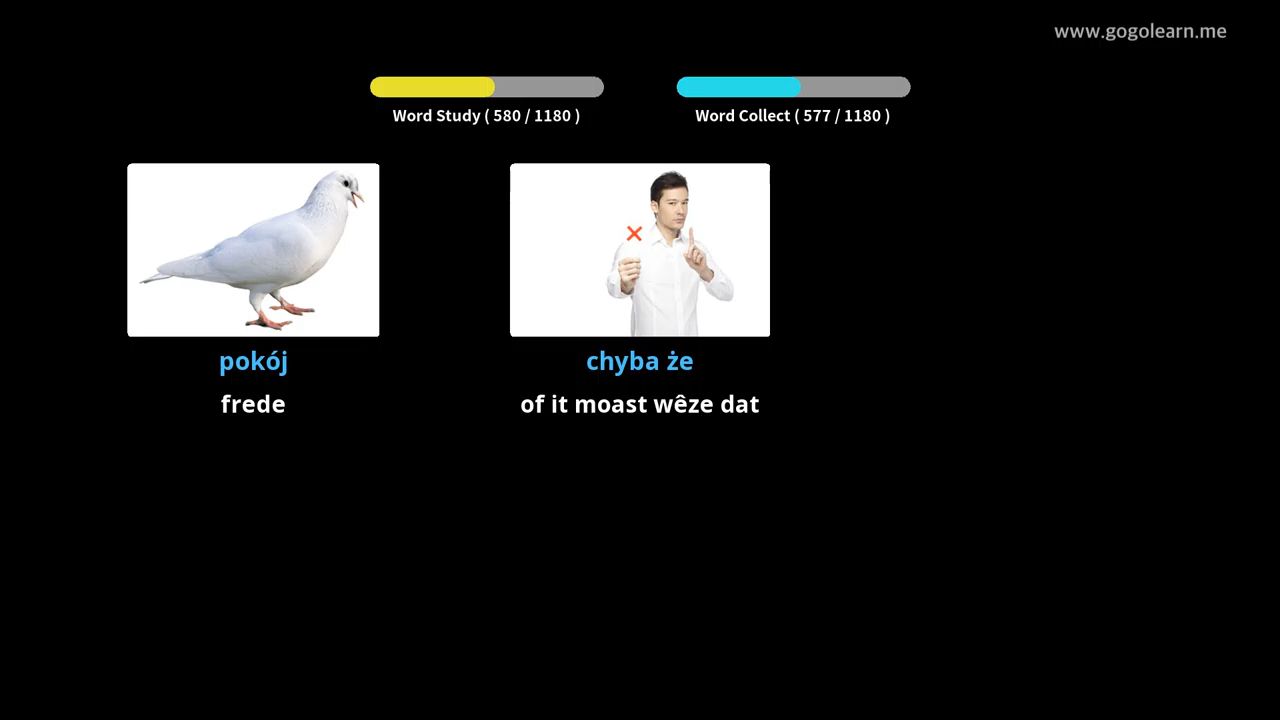 www.gogolearn.me
Word Study ( 580 / 1180 )
Word Collect ( 577 / 1180 )
pokój
chyba że
frede
of it moast wêze dat